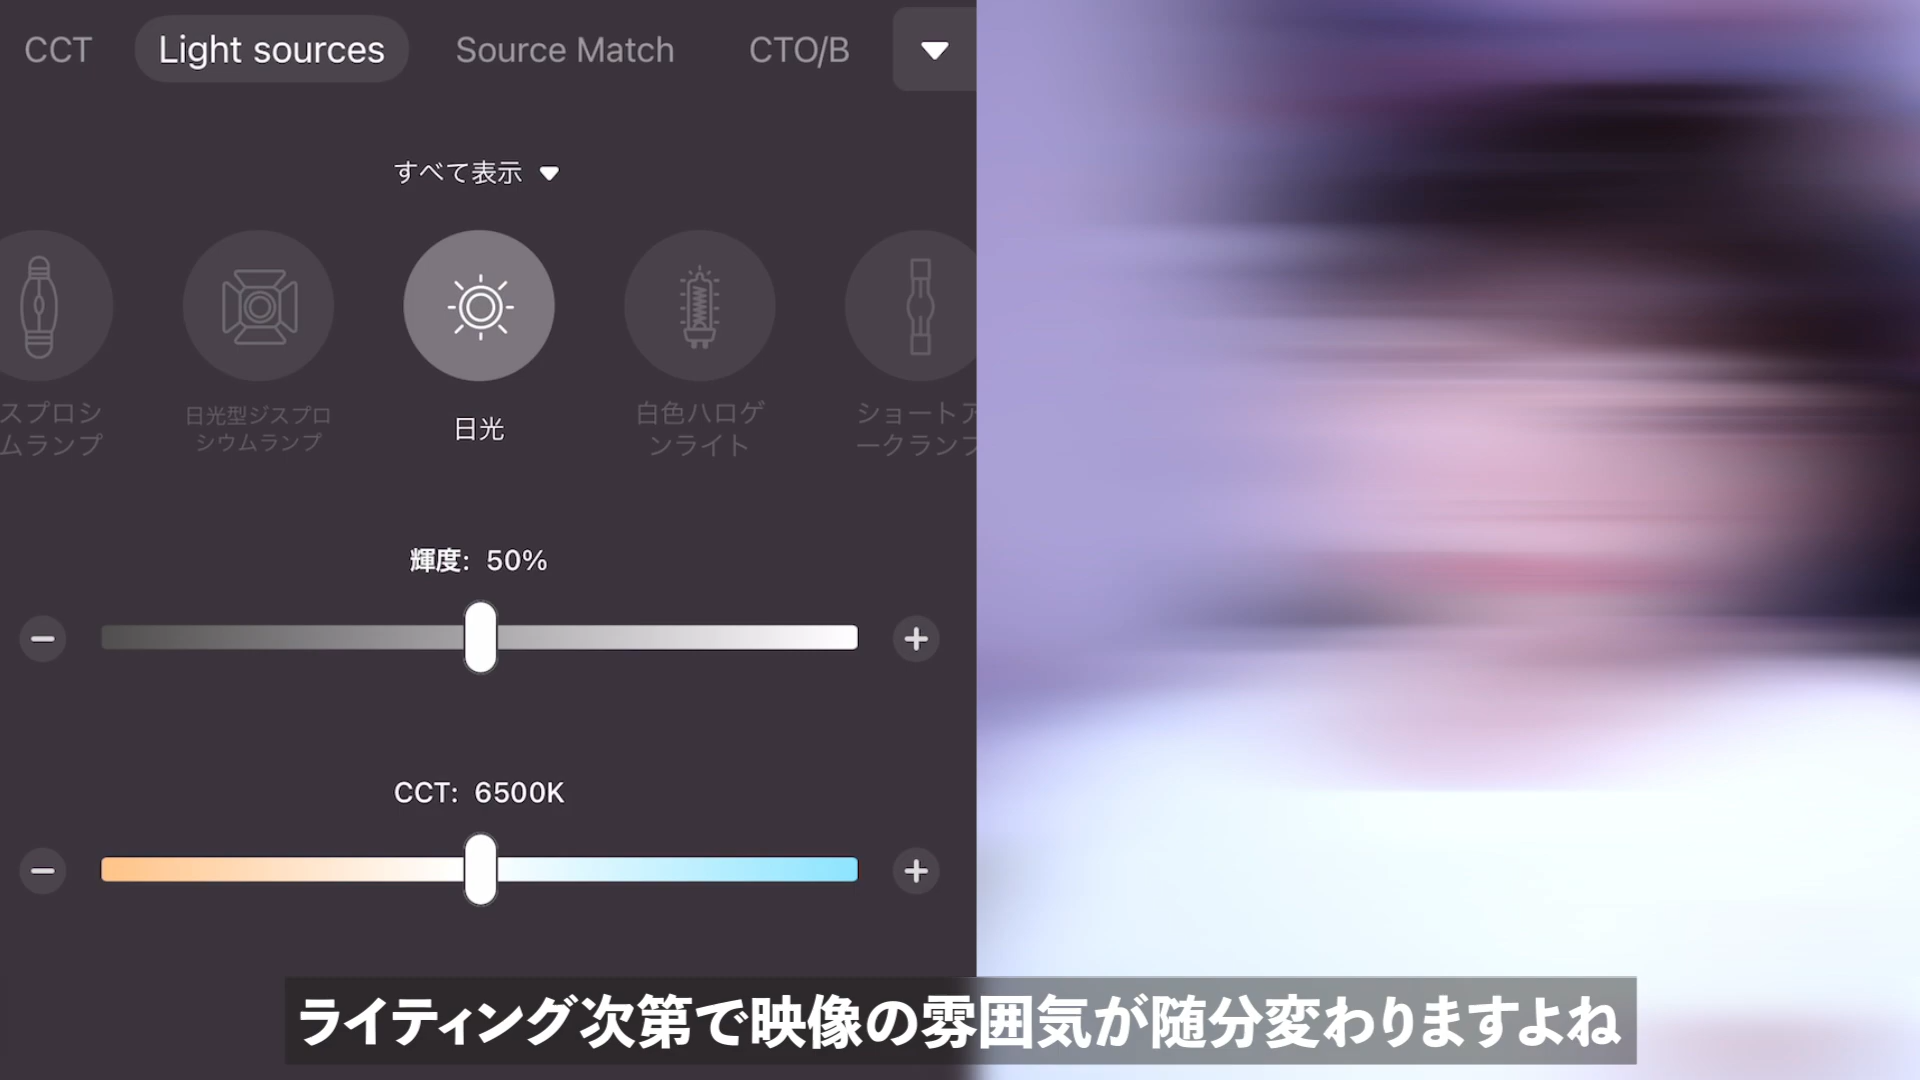 CCT Light sources Source Match CTO/B
すべて表示
スプロシ
ムランプ
日光型ジスプロ
シウムランプ
日光
白色ハロゲ
ンライト
ショートア
ークランプ
輝度: 50%
CCT: 6500K
ライティング次第で映像の雰囲気が随分変わりますよね